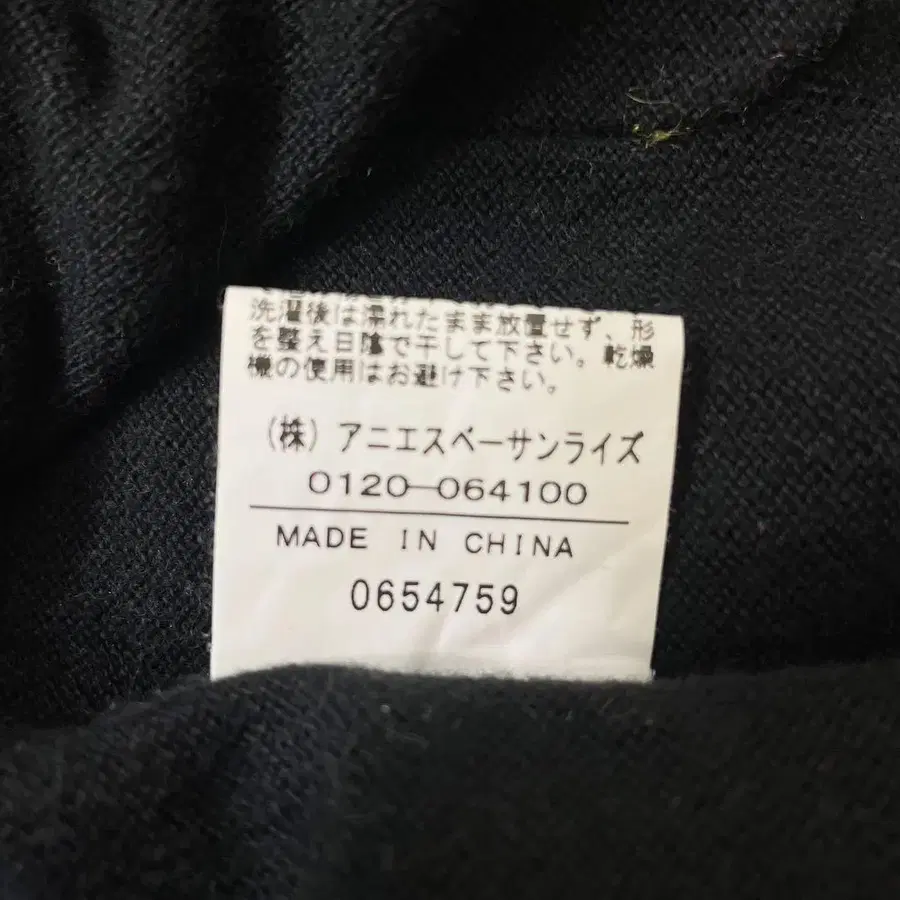 洗濯後は濡れたまま放置せず、形
を整え日陰で干して下さい。乾燥
機の使用はお避け下さい。
(株) アニエスベーサンライズ
0120-064100
MADE IN CHINA
0654759